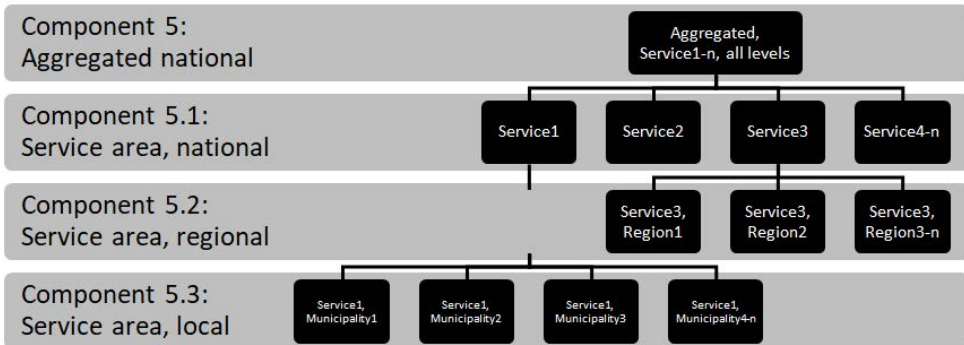 Component 5:
Aggregated national
Aggregated,
Service1-n, all levels
Component 5.1:
Service area, national
Service1
Service2
Service3
Service4-n
Component 5.2:
Service area, regional
Service3,
Region1
Service3,
Region2
Service3,
Region3-n
Component 5.3:
Service area, local
Service1,
Municipality1
Service1,
Municipality2
Service1,
Municipality3
Service1,
Municipality4-n